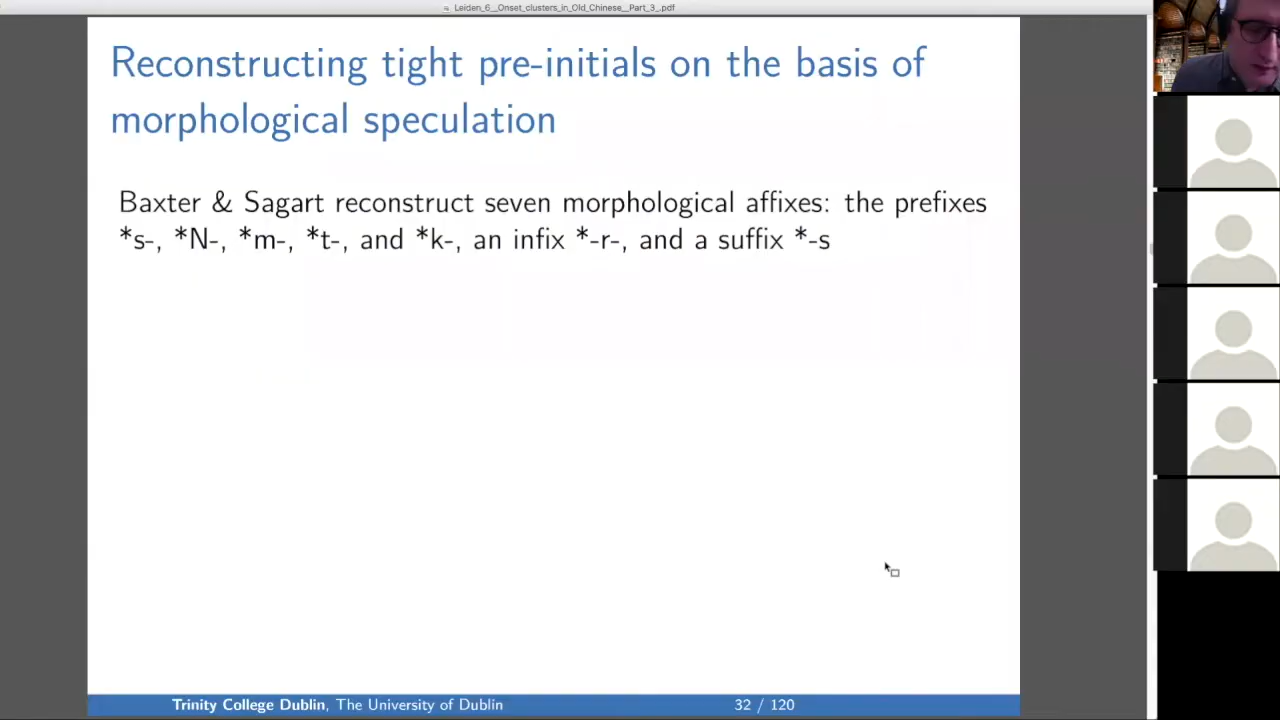 Leiden_6__Onset_clusters_in_Old_Chinese__Part_3_.pdf
Reconstructing tight pre-initials on the basis of
morphological speculation
Baxter & Sagart reconstruct seven morphological affixes: the prefixes
*s-, *N-, *m-, *t-, and *k-, an infix *-r-, and a suffix *-s
Trinity College Dublin, The University of Dublin
32 / 120